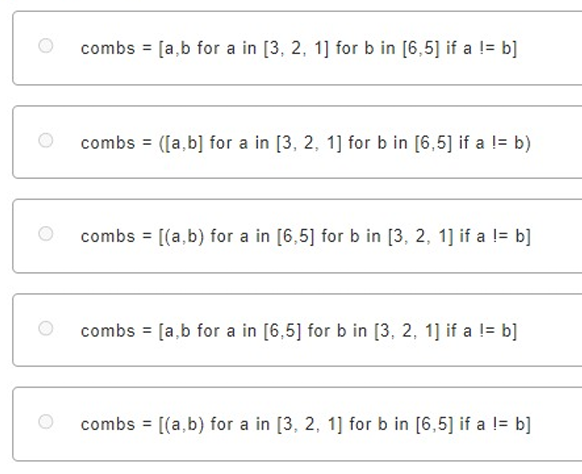 combs = [a,b for a in [3, 2, 1] for b in [6,5] if a != b]
combs = ([a,b] for a in [3, 2, 1] for b in [6,5] if a != b)
combs = [(a,b) for a in [6,5] for b in [3, 2, 1] if a != b]
combs = [a,b for a in [6,5] for b in [3, 2, 1] if a != b]
combs = [(a,b) for a in [3, 2, 1] for b in [6,5] if a != b]